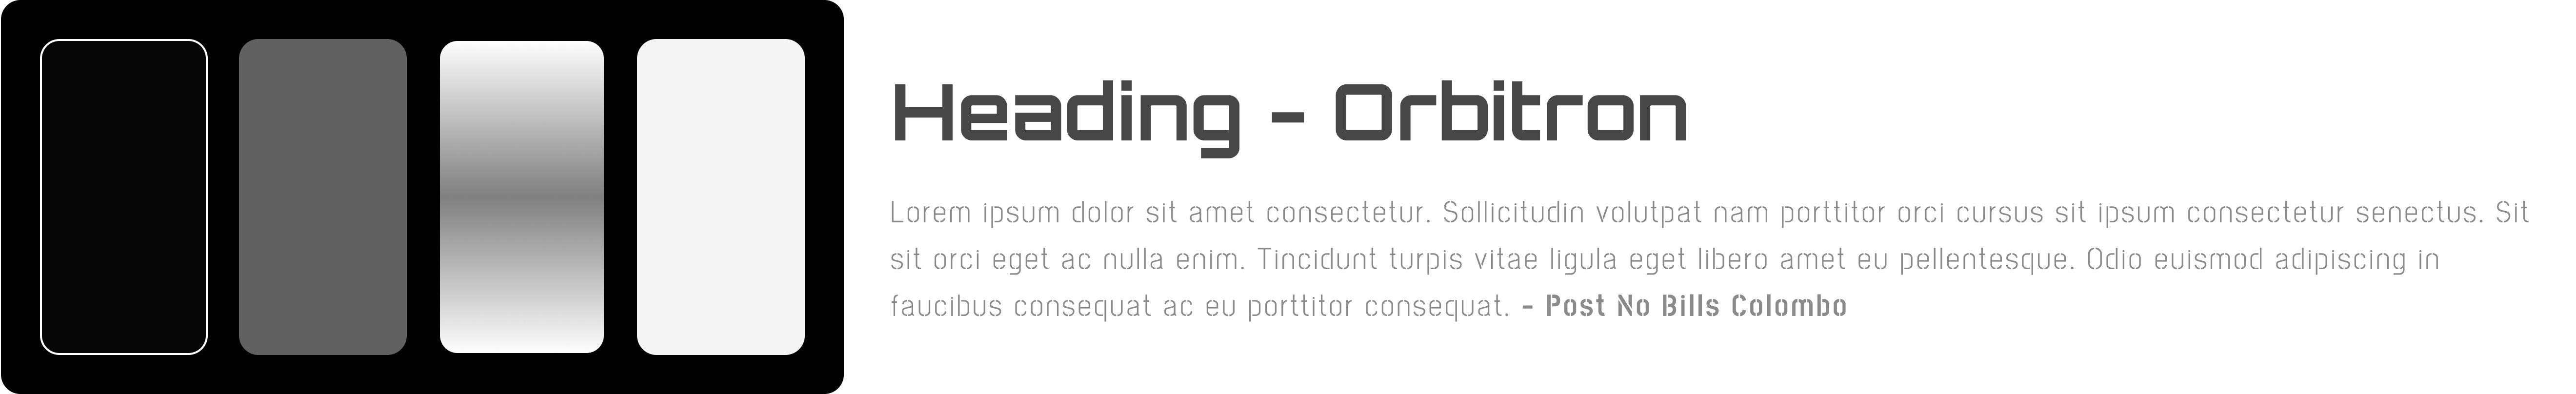 Heading - Orbitron
Lorem ipsum dolor sit amet consectetur. Sollicitudin volutpat nam porttitor orci cursus sit ipsum consectetur senectus. Sit
sit orci eget ac nulla enim. Tincidunt turpis vitae ligula eget libero amet eu pellentesque. Odio euismod adipiscing in
faucibus consequat ac eu porttitor consequat. - Post No Bills Colombo